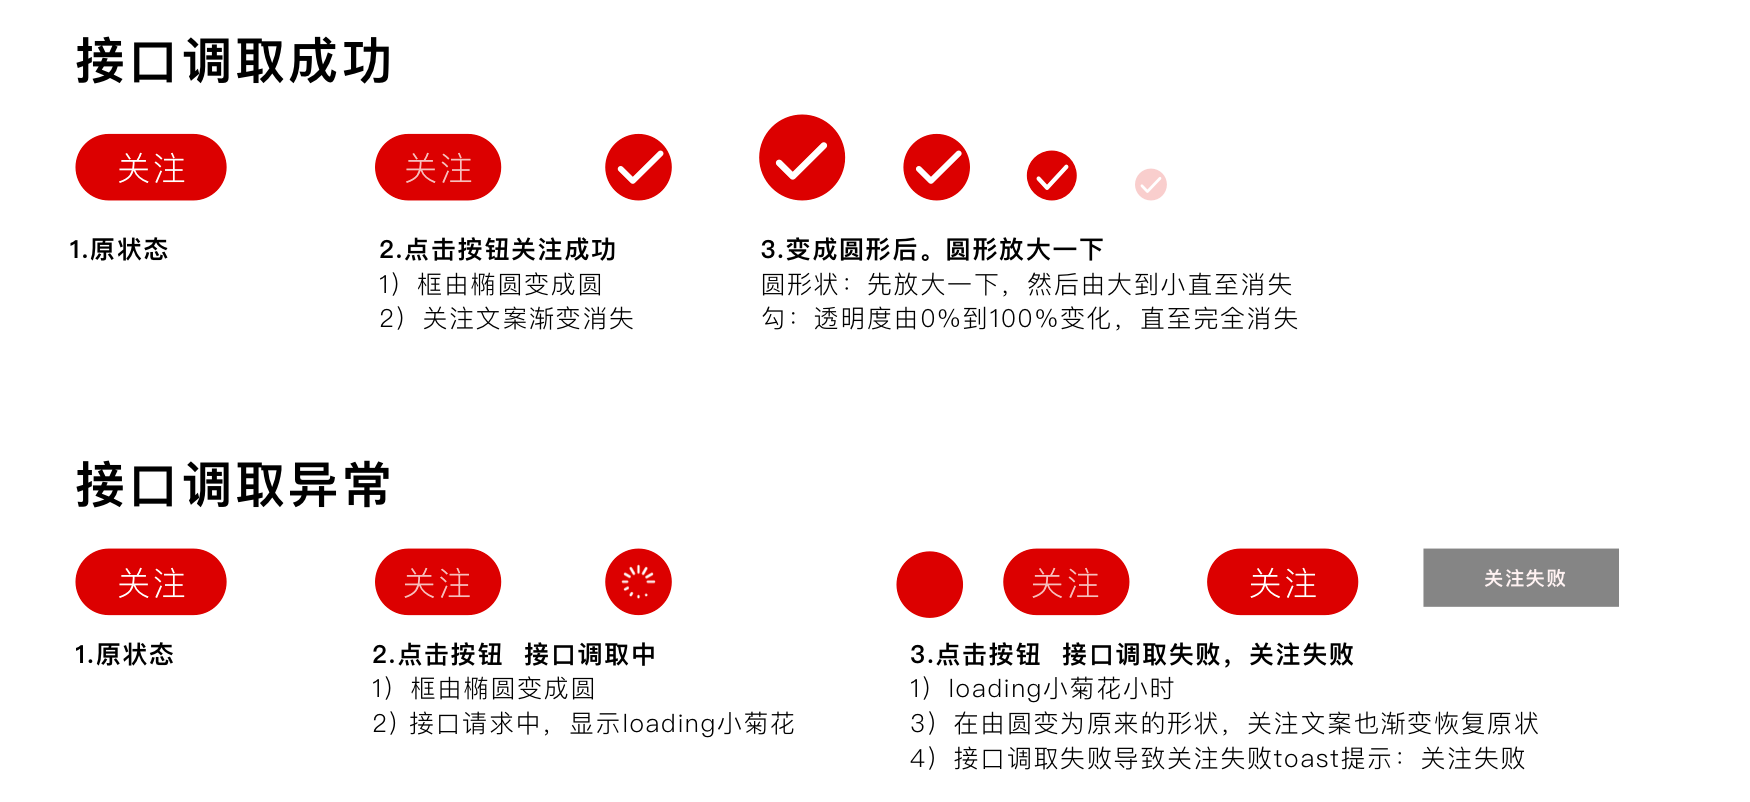 接口调取成功
关注
关注
1.原状态
2.点击按钮关注成功
1）框由椭圆变成圆
2）关注文案渐变消失
3.变成圆形后。圆形放大一下
圆形状：先放大一下，然后由大到小直至消失
勾：透明度由0%到100%变化，直至完全消失
接口调取异常
关注
关注
关注
关注
关注失败
1.原状态
2.点击按钮 接口调取中
1）框由椭圆变成圆
2）接口请求中，显示loading小菊花
3.点击按钮 接口调取失败，关注失败
1）loading小菊花小时
3）在由圆变为原来的形状，关注文案也渐变恢复原状
4）接口调取失败导致关注失败toast提示：关注失败